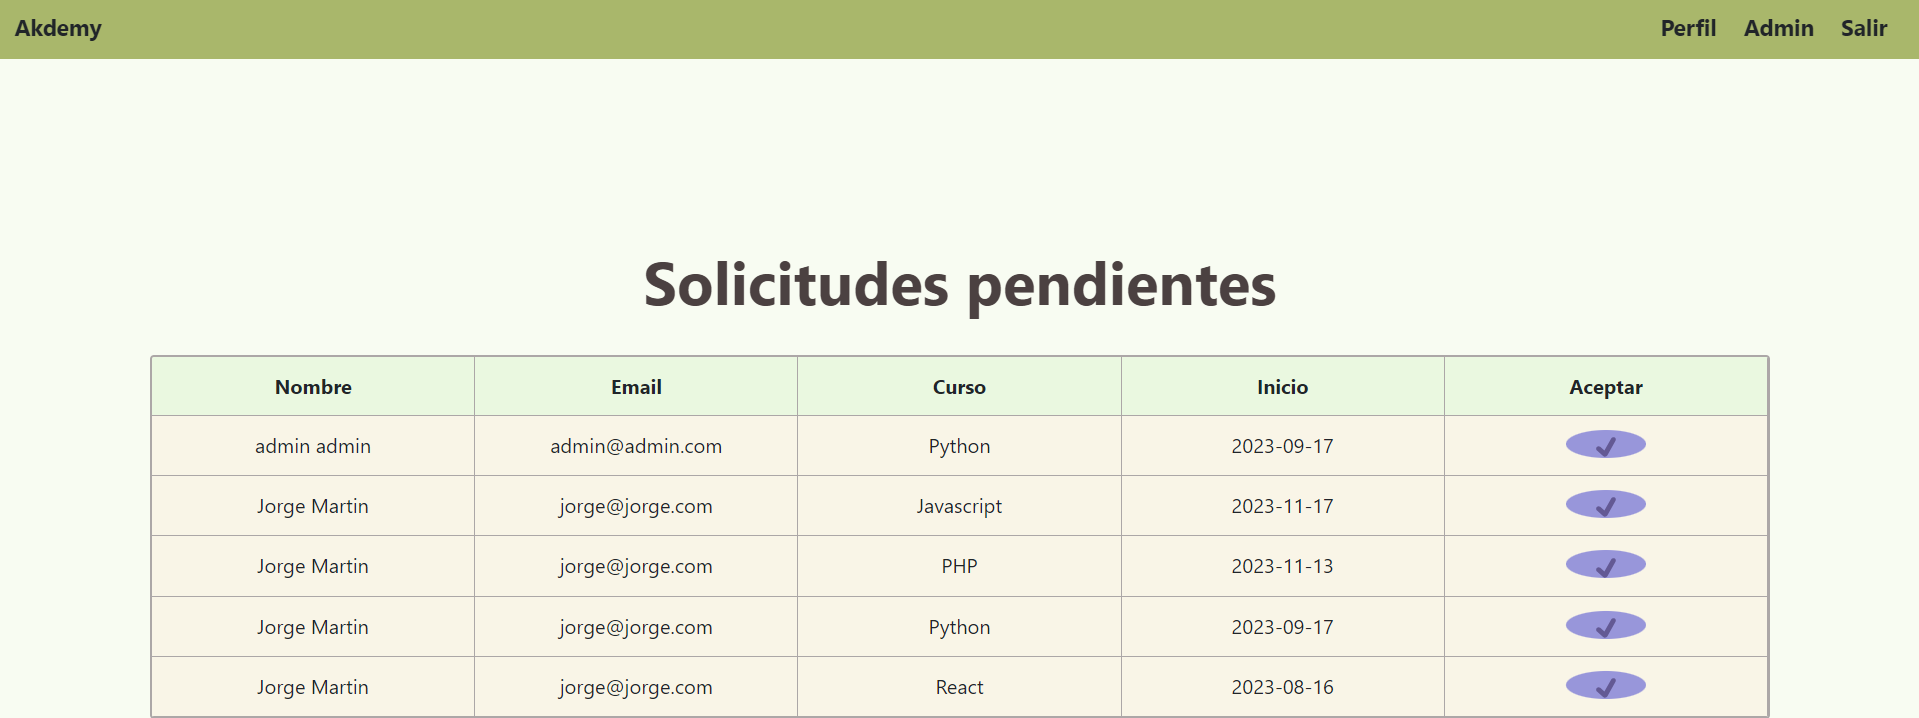 Akdemy Perfil Admin Salir
Solicitudes pendientes
Nombre Email Curso Inicio Aceptar
admin admin admin@admin.com Python 2023-09-17
Jorge Martin jorge@jorge.com Javascript 2023-11-17
Jorge Martin jorge@jorge.com PHP 2023-11-13
Jorge Martin jorge@jorge.com Python 2023-09-17
Jorge Martin jorge@jorge.com React 2023-08-16